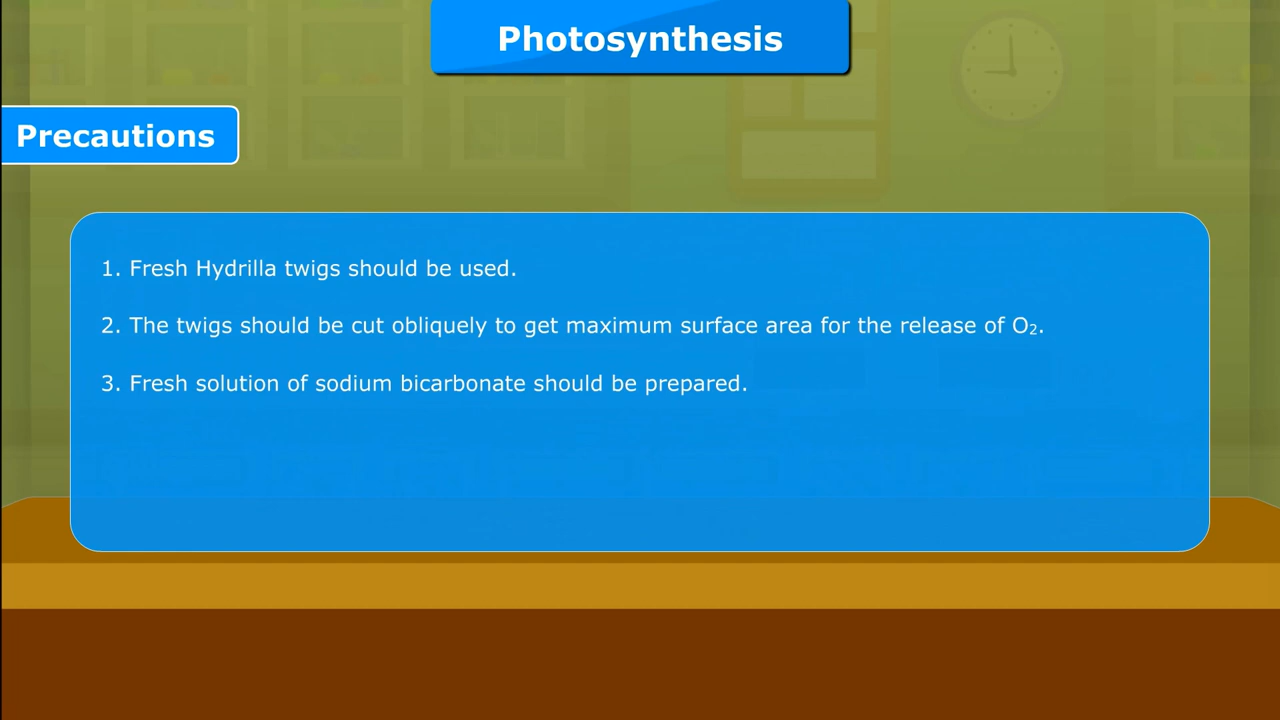 Photosynthesis
Precautions
1. Fresh Hydrilla twigs should be used.
2. The twigs should be cut obliquely to get maximum surface area for the release of O₂.
3. Fresh solution of sodium bicarbonate should be prepared.